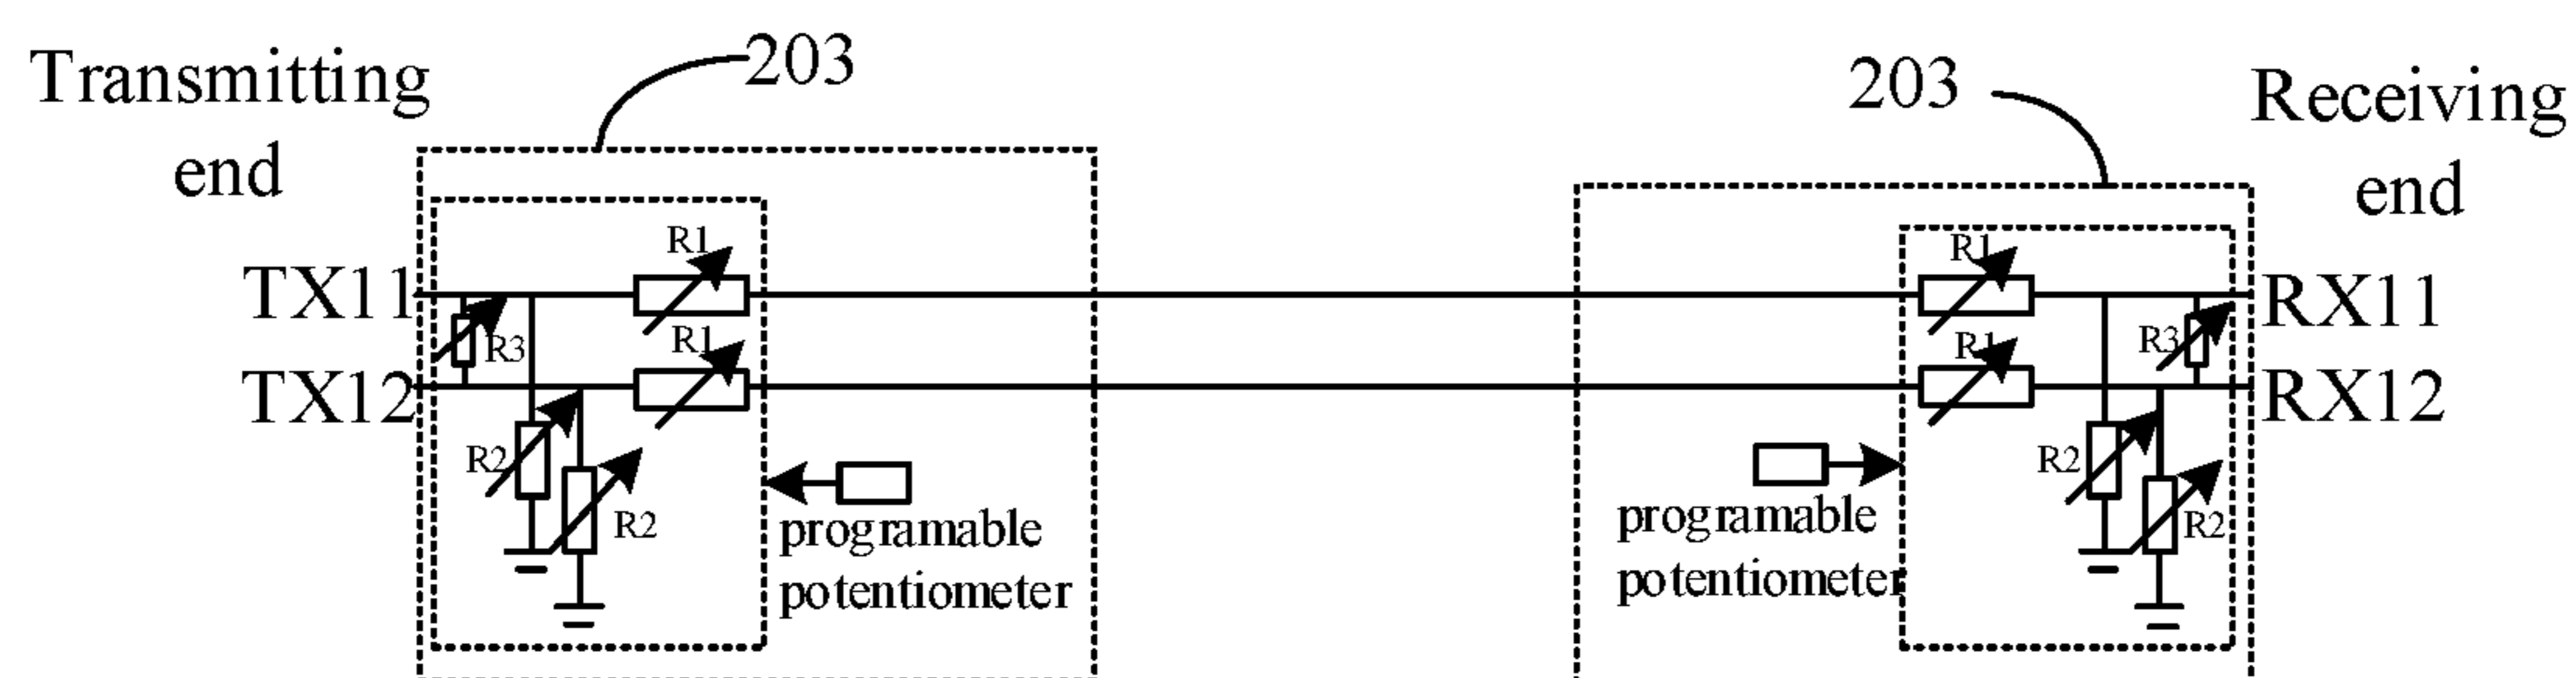 Transmitting
end
203
203
Receiving
end
R1
R1
TX11
RX11
R3
R1
R1
R3
TX12
RX12
R2
R2
R2
R2
programable
potentiometer
programable
potentiometer